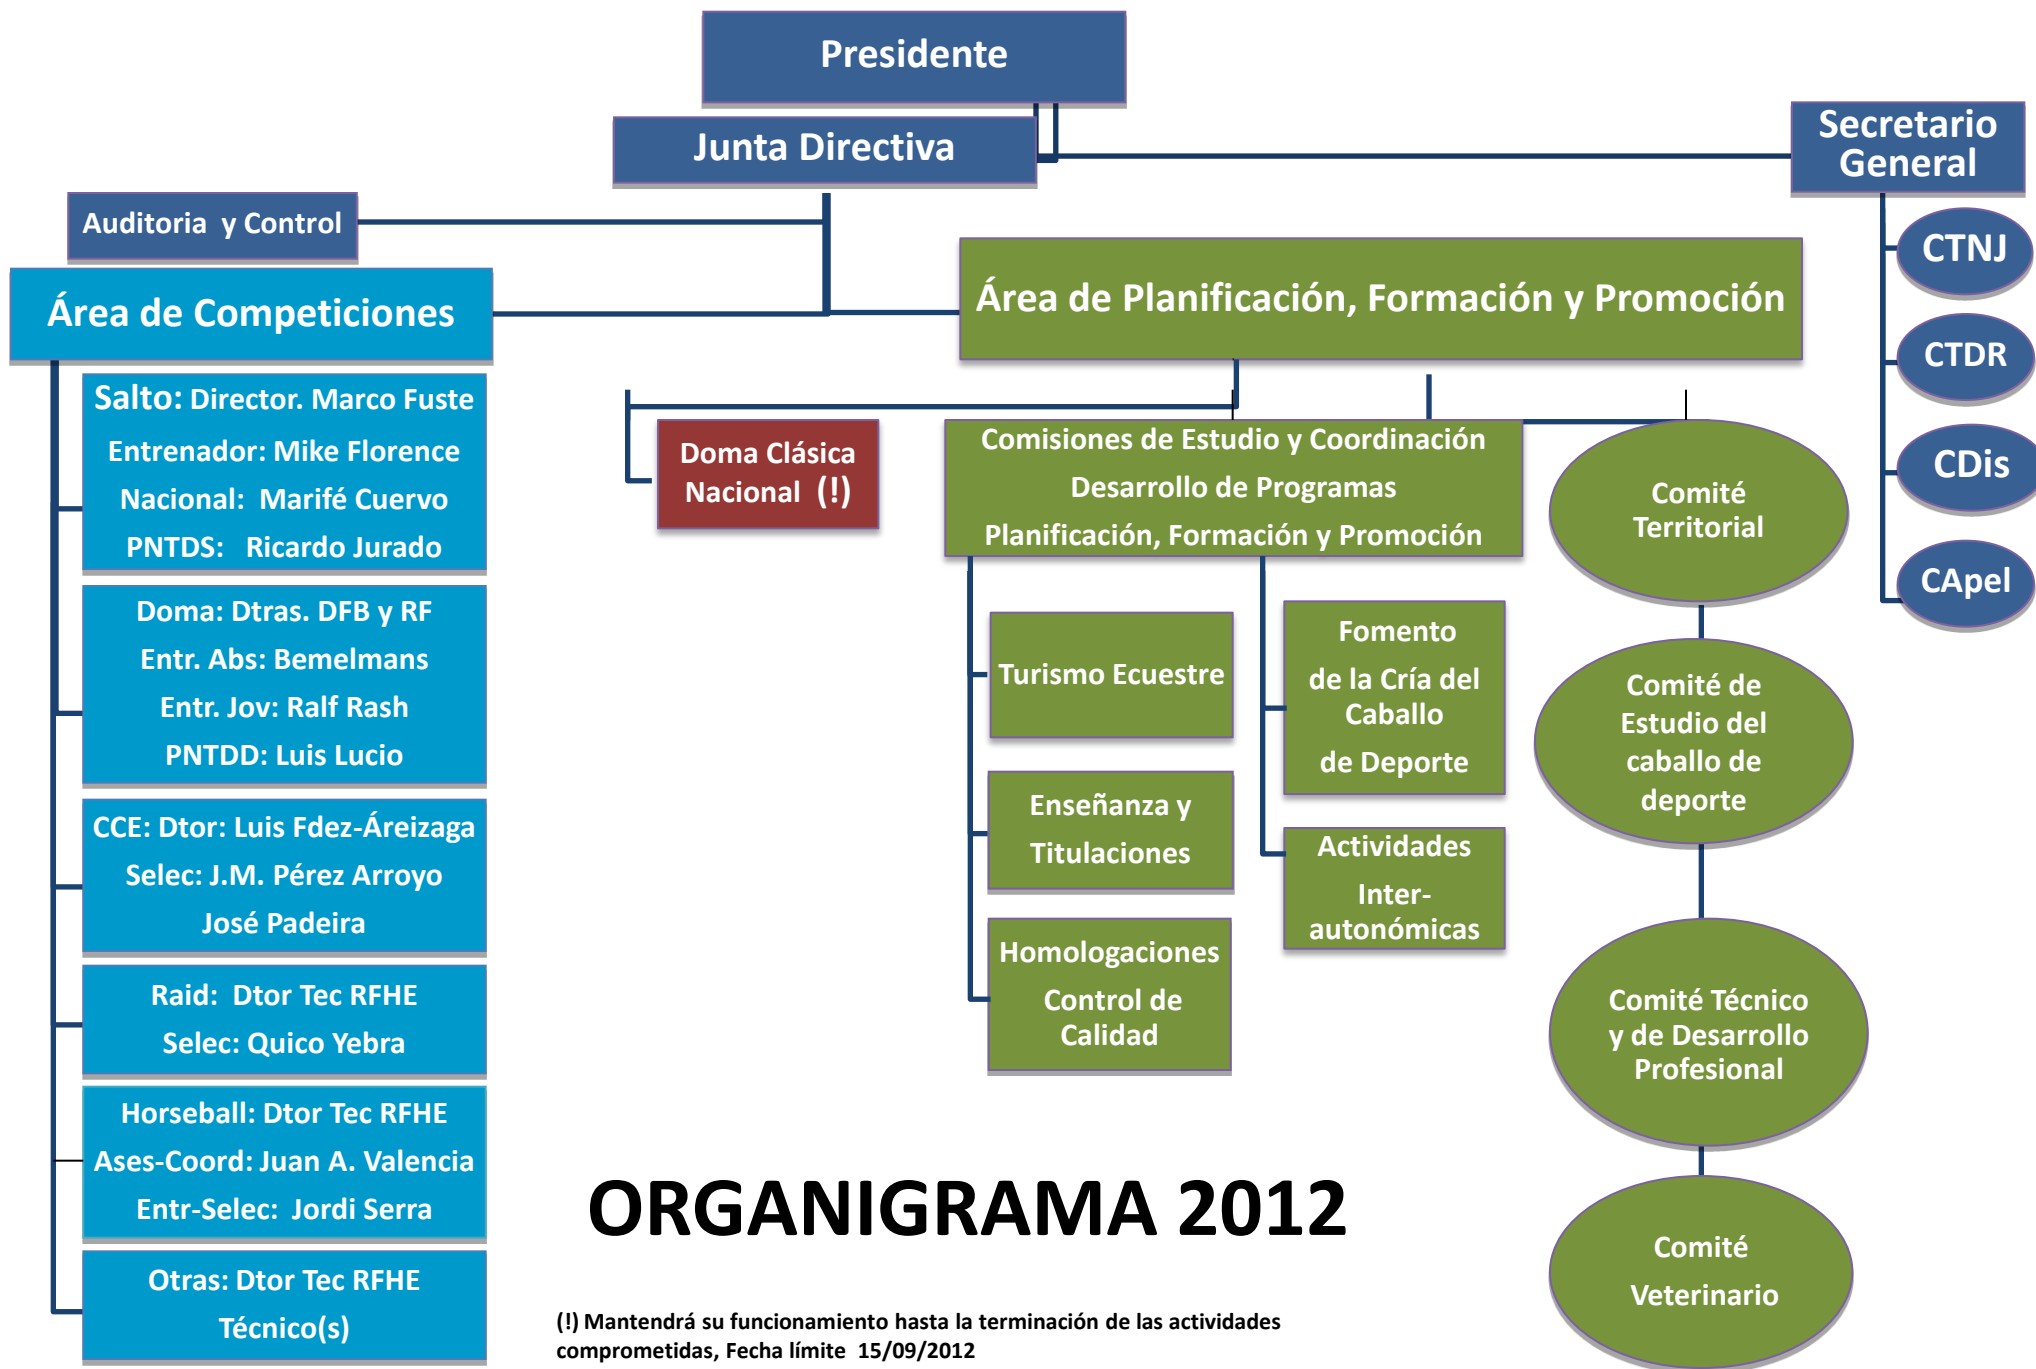 Presidente
Junta Directiva
Secretario
General
Auditoria y Control
CTNJ
CTDR
CDis
CApel
Área de Competiciones
Área de Planificación, Formación y Promoción
Salto: Director. Marco Fuste
Entrenador: Mike Florence
Nacional: Marifé Cuervo
PNTDS: Ricardo Jurado
Doma: Dtras. DFB y RF
Entr. Abs: Bemelmans
Entr. Jov: Ralf Rash
PNTDD: Luis Lucio
CCE: Dtor: Luis Fdez-Áreizaga
Selec: J.M. Pérez Arroyo
José Padeira
Raid: Dtor Tec RFHE
Selec: Quico Yebra
Horseball: Dtor Tec RFHE
Ases-Coord: Juan A. Valencia
Entr-Selec: Jordi Serra
Otras: Dtor Tec RFHE
Técnico(s)
Doma Clásica
Nacional (!)
Comisiones de Estudio y Coordinación
Desarrollo de Programas
Planificación, Formación y Promoción
Turismo Ecuestre
Enseñanza y
Titulaciones
Homologaciones
Control de
Calidad
Fomento
de la Cría del
Caballo
de Deporte
Actividades
Inter-
autonómicas
Comité
Territorial
Comité de
Estudio del
caballo de
deporte
Comité Técnico
y de Desarrollo
Profesional
Comité
Veterinario
ORGANIGRAMA 2012
(!) Mantendrá su funcionamiento hasta la terminación de las actividades
comprometidas, Fecha límite 15/09/2012